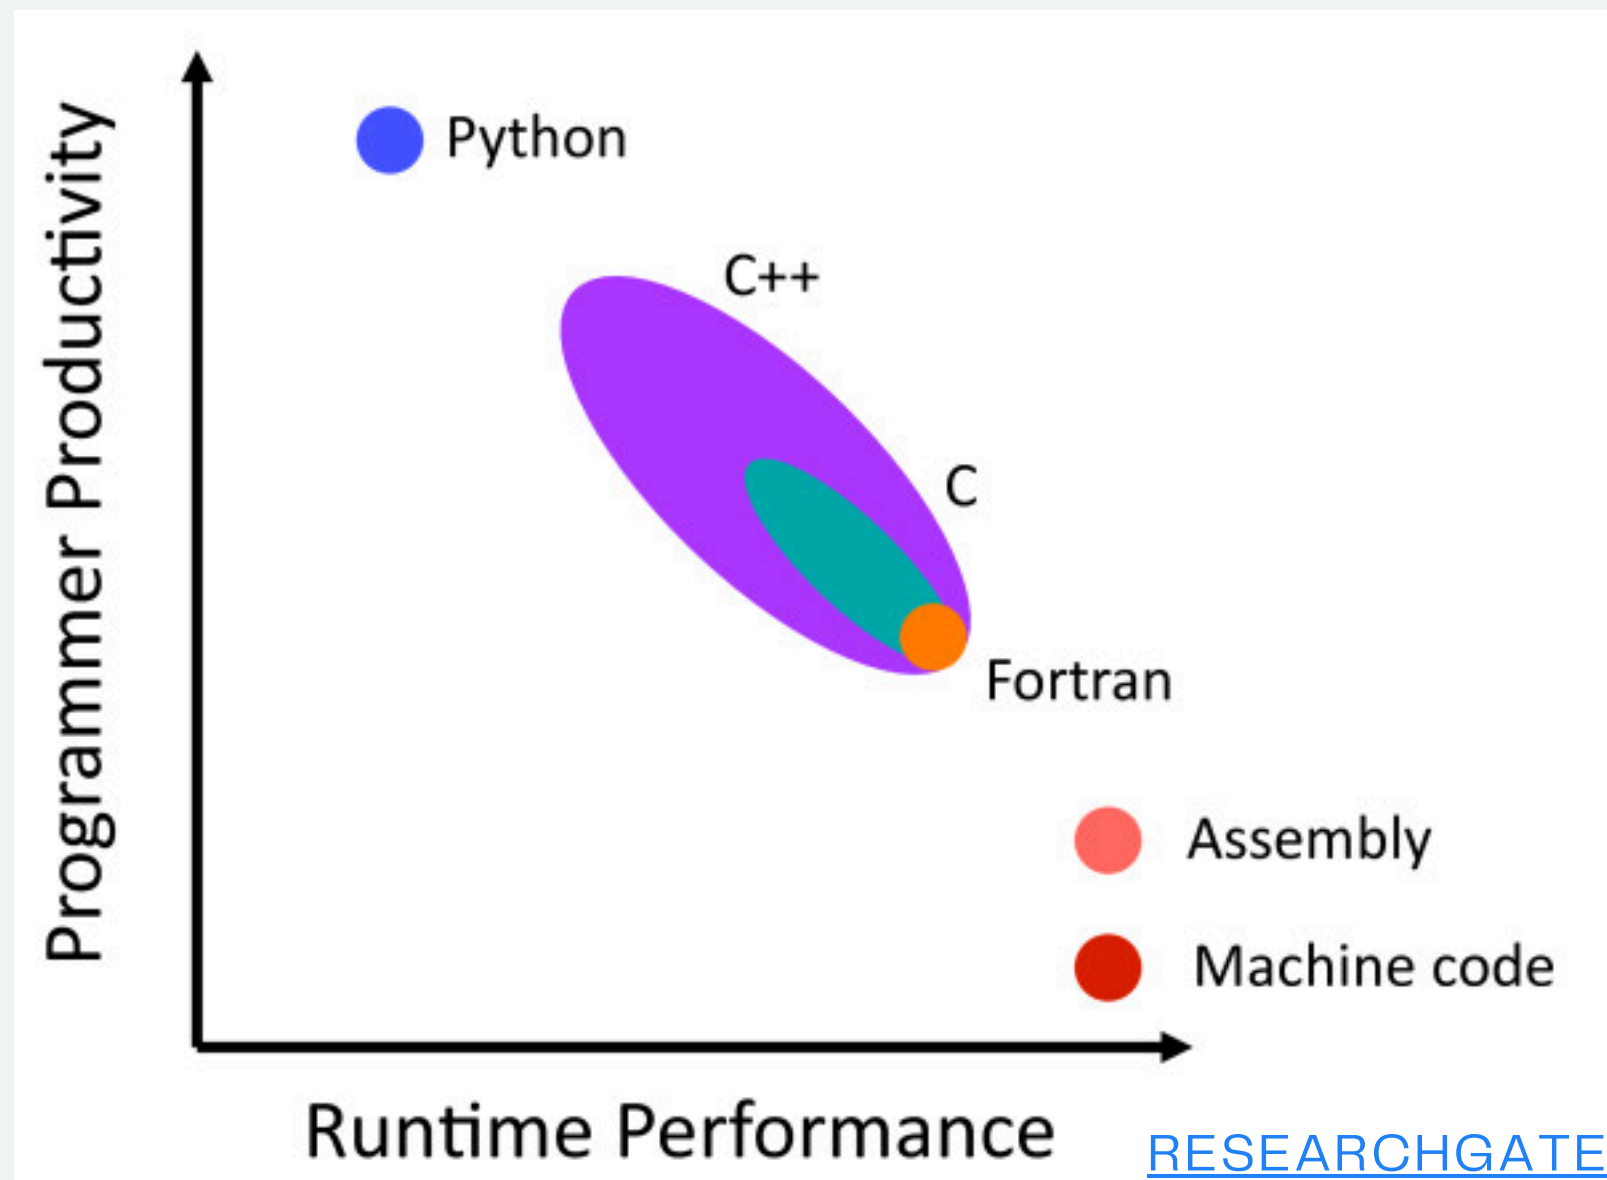 Programmer Productivity
Python
C++
C
Fortran
Assembly
Machine code
Runtime Performance
RESEARCHGATE